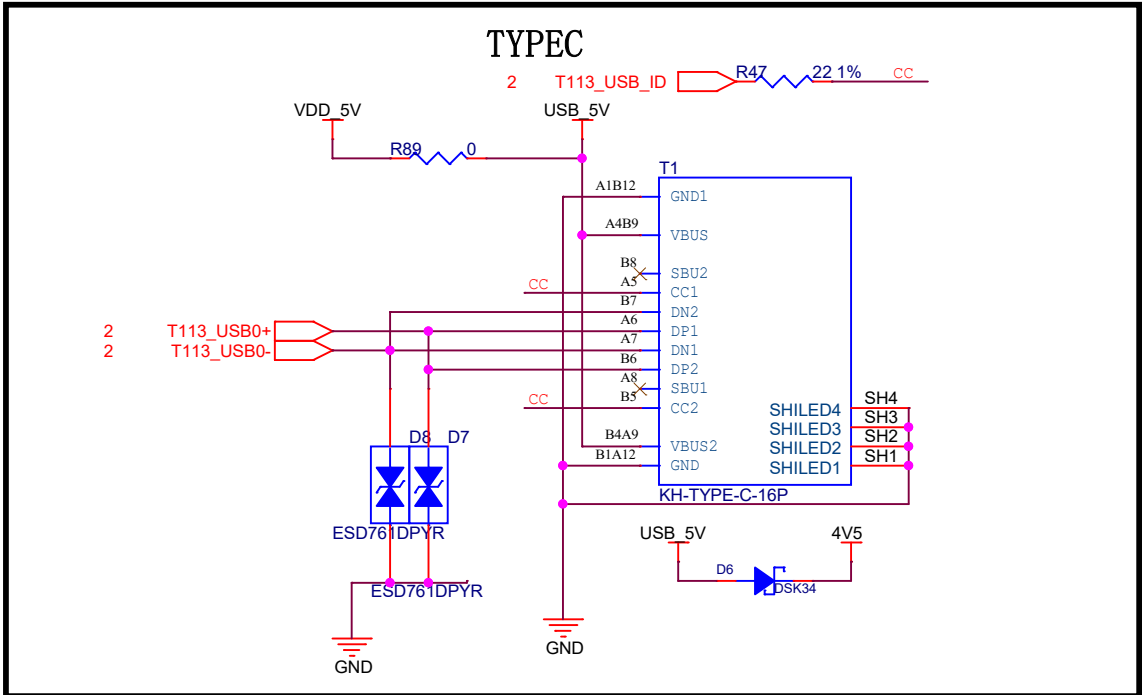 TYPEC
2 T113_USB_ID R47 22 1% CC
VDD_5V USB_5V
R89 0
T1
A1B12 GND1
A4B9 VBUS
B8 SBU2
CC A5 CC1
B7 DN2
2 T113_USB0+ A6 DP1
2 T113_USB0- A7 DN1
B6 DP2
A8 SBU1
CC B5 CC2
SHILED4 SH4
SHILED3 SH3
SHILED2 SH2
SHILED1 SH1
B4A9 VBUS2
B1A12 GND
D8 D7
KH-TYPE-C-16P
ESD761DPYR
USB_5V 4V5
D6
DSK34
ESD761DPYR
GND
GND